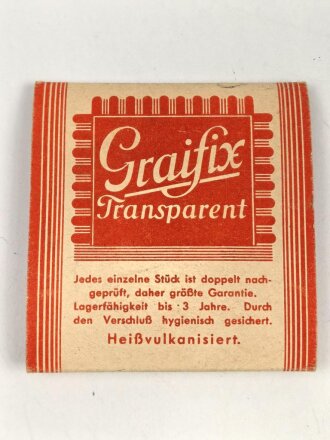 Graifix
Transparent
Jedes einzelne Stück ist doppelt nach-
geprüft, daher größte Garantie.
Lagerfähigkeit bis 3 Jahre. Durch
den Verschluß hygienisch gesichert.
Heißvulkanisiert.